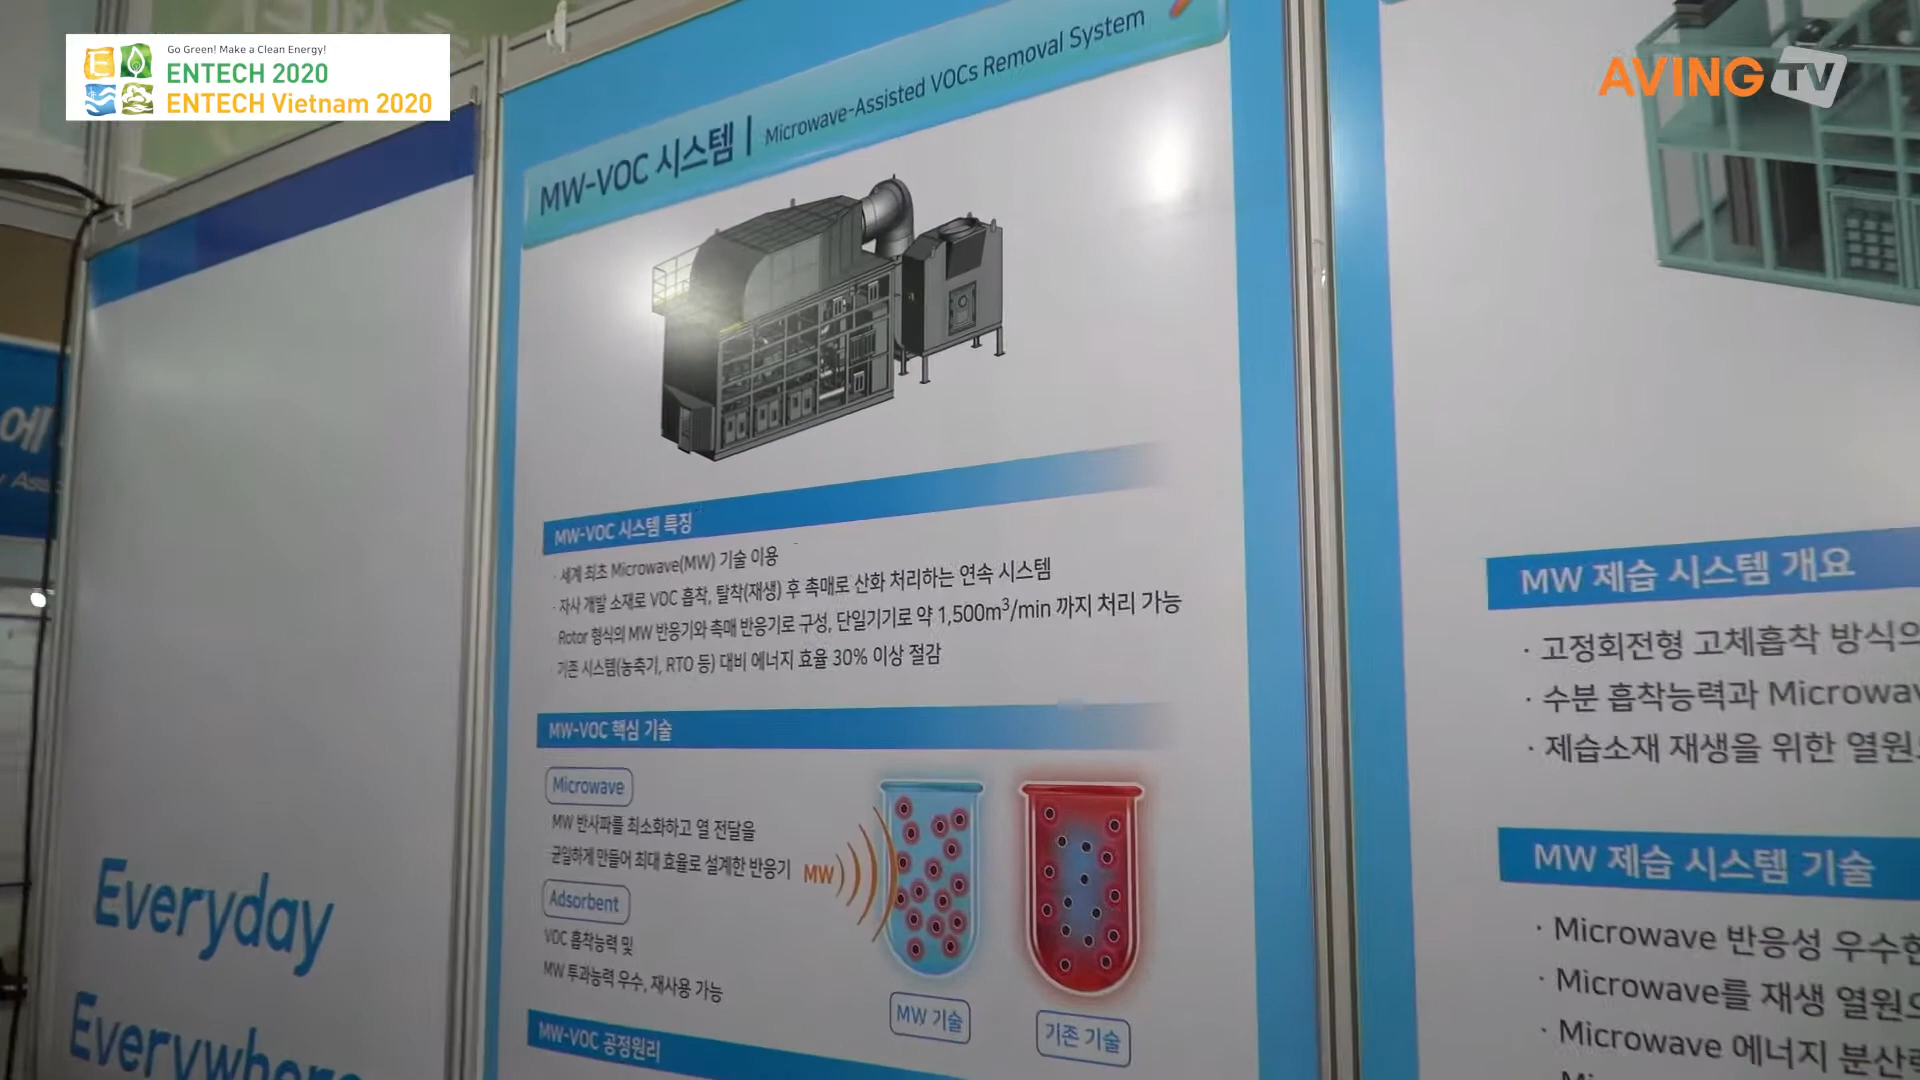 Go Green! Make a Clean Energy!
ENTECH 2020
ENTECH Vietnam 2020
AVING TV
에
Everyday
Everywhere
MW-VOC 시스템 | Microwave-Assisted VOCs Removal System
MW-VOC 시스템 특징
· 세계 최초 Microwave(MW) 기술 이용
· 자사 개발 소재로 VOC 흡착, 탈착(재생) 후 촉매로 산화 처리하는 연속 시스템
Rotor 형식의 MW 반응기와 촉매 반응기로 구성, 단일기기로 약 1,500m³/min 까지 처리 가능
· 기존 시스템(농축기, RTO 등) 대비 에너지 효율 30% 이상 절감
MW-VOC 핵심 기술
Microwave
MW 반사파를 최소화하고 열 전달을
균일하게 만들어 최대 효율로 설계한 반응기
Adsorbent
VOC 흡착능력 및
MW 투과능력 우수, 재사용 가능
MW
MW 기술
기존 기술
MW-VOC 공정원리
MW 제습 시스템 개요
· 고정회전형 고체흡착 방식의
· 수분 흡착능력과 Microwav
· 제습소재 재생을 위한 열원
MW 제습 시스템 기술
· Microwave 반응성 우수한
· Microwave를 재생 열원으
· Microwave 에너지 분산